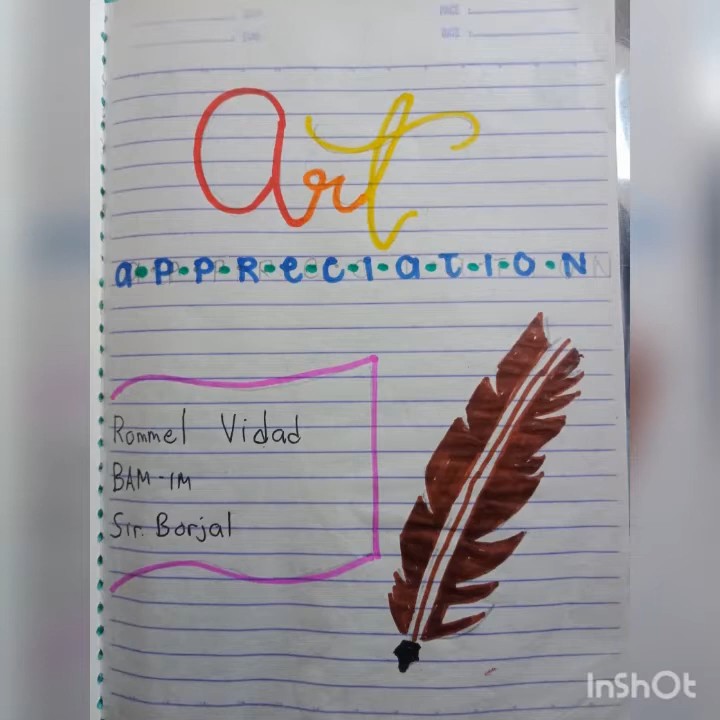 Art
a·P·P·R·e·C·I·a·T·I·O·N
Rommel Vidad
BAM-1M
Sir. Borjal
InShOt